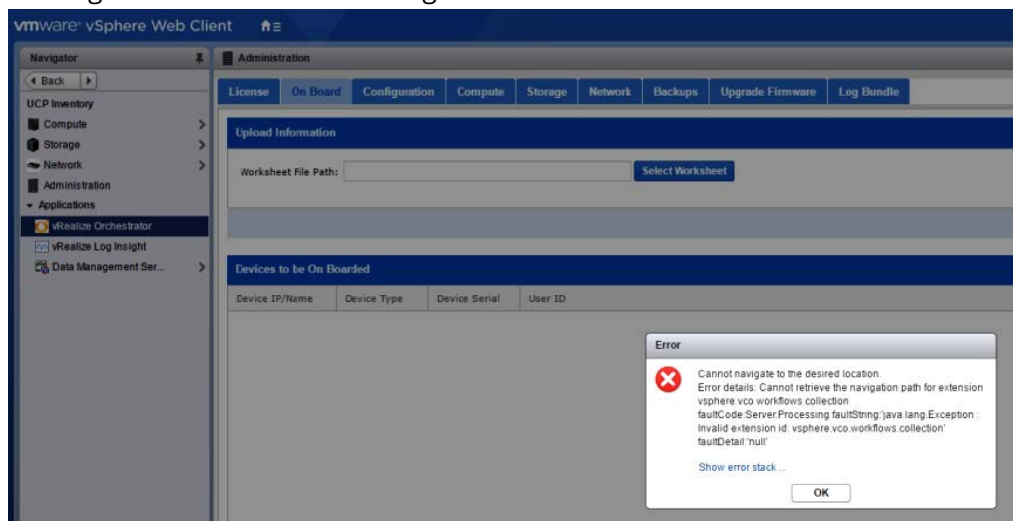 vmware® vSphere Web Client
Navigator
Back
UCP Inventory
Compute
Storage
Network
Administration
Applications
vRealize Orchestrator
vRealize Log Insight
Data Management Ser...
Administration
License On Board Configuration Compute Storage Network Backups Upgrade Firmware Log Bundle
Upload Information
Worksheet File Path: Select Worksheet
Devices to be On Boarded
Device IP/Name Device Type Device Serial User ID
Error
Cannot navigate to the desired location.
Error details. Cannot retrieve the navigation path for extension
vsphere vco workflows collection
faultCode:Server.Processing faultString:'java.lang.Exception :
Invalid extension id: vsphere.vco.workflows.collection'
faultDetail:'null'
Show error stack ...
OK